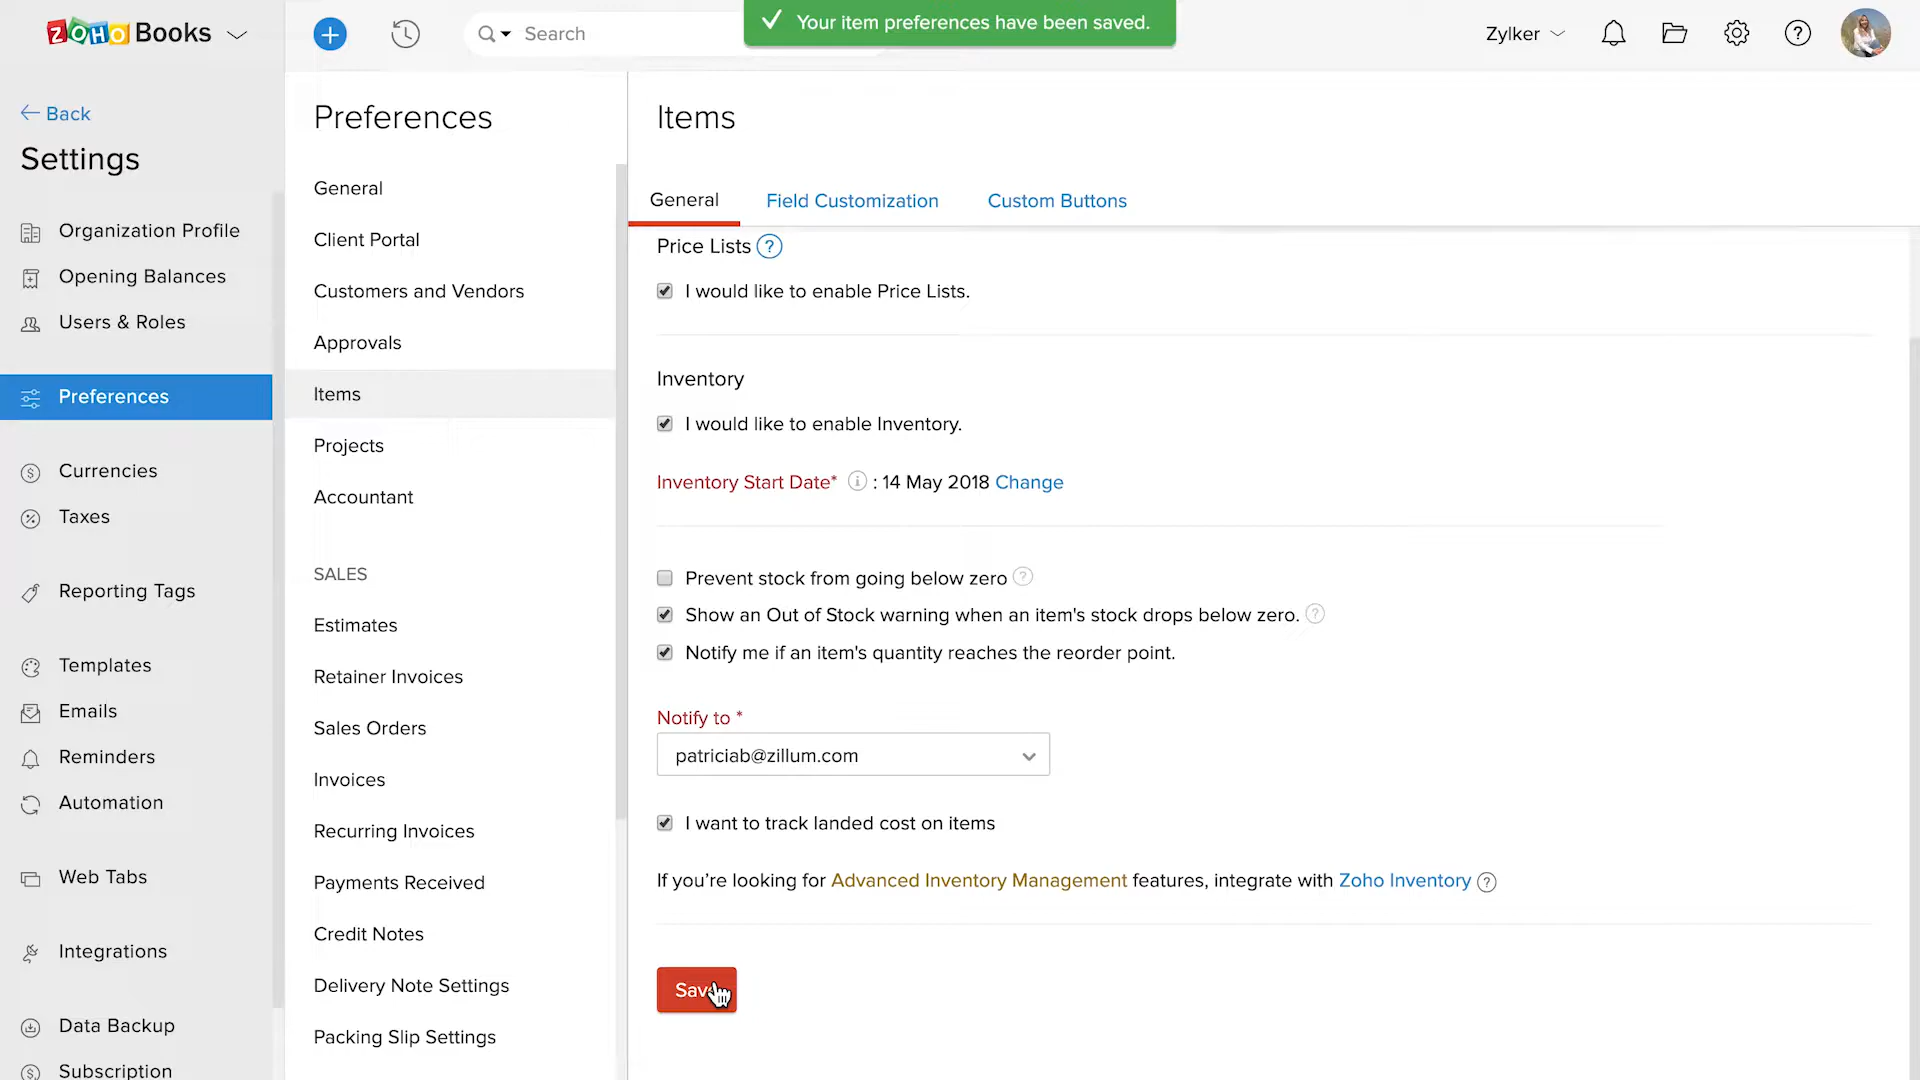 ZOHO Books
Search
Your item preferences have been saved.
Zylker
Back
Settings
Organization Profile
Opening Balances
Users & Roles
Preferences
Currencies
Taxes
Reporting Tags
Templates
Emails
Reminders
Automation
Web Tabs
Integrations
Data Backup
Subscription
Preferences
General
Client Portal
Customers and Vendors
Approvals
Items
Projects
Accountant
SALES
Estimates
Retainer Invoices
Sales Orders
Invoices
Recurring Invoices
Payments Received
Credit Notes
Delivery Note Settings
Packing Slip Settings
Items
General Field Customization Custom Buttons
Price Lists ?
I would like to enable Price Lists.
Inventory
I would like to enable Inventory.
Inventory Start Date* i : 14 May 2018 Change
Prevent stock from going below zero ?
Show an Out of Stock warning when an item's stock drops below zero. ?
Notify me if an item's quantity reaches the reorder point.
Notify to *
patriciab@zillum.com
I want to track landed cost on items
If you're looking for Advanced Inventory Management features, integrate with Zoho Inventory ?
Save